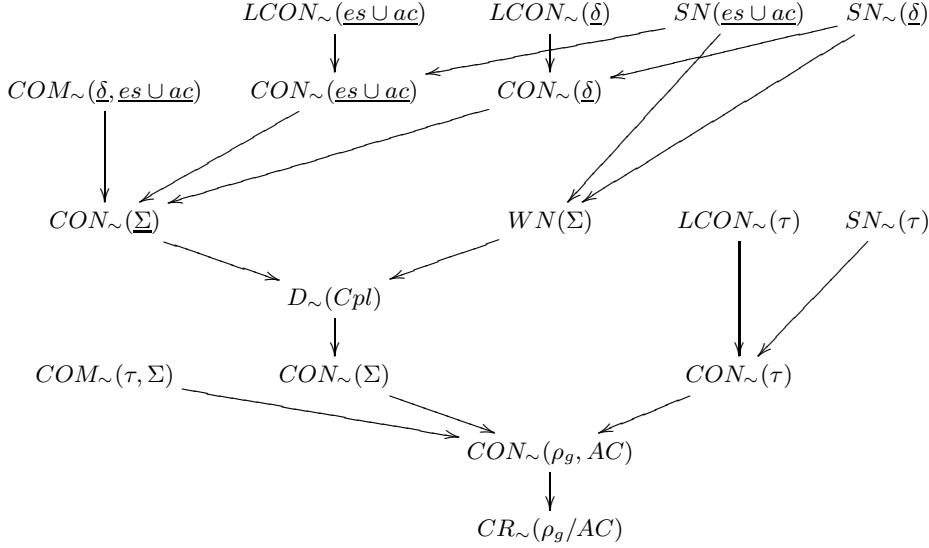 LCON∼(es ∪ ac) LCON∼(δ) SN(es ∪ ac) SN∼(δ)
COM∼(δ, es ∪ ac) CON∼(es ∪ ac) CON∼(δ)
CON∼(Σ) WN(Σ) LCON∼(τ) SN∼(τ)
D∼(Cpl)
COM∼(τ, Σ) CON∼(Σ) CON∼(τ)
CON∼(ρg, AC)
CR∼(ρg/AC)